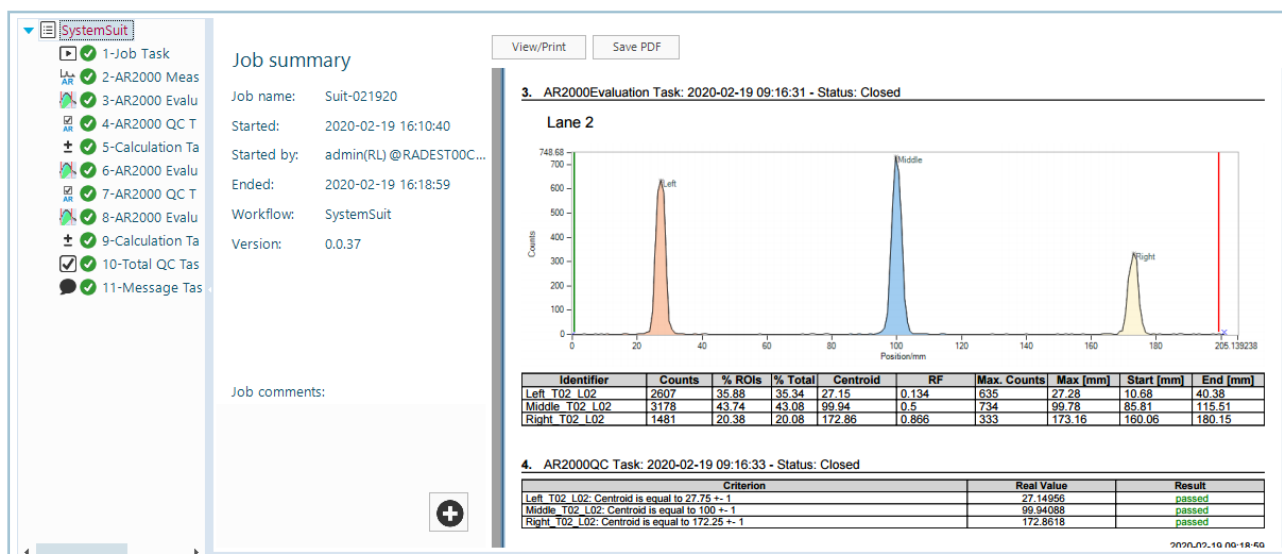 SystemSuit
1-Job Task
2-AR2000 Meas
3-AR2000 Evalu
4-AR2000 QC T
5-Calculation Ta
6-AR2000 Evalu
7-AR2000 QC T
8-AR2000 Evalu
9-Calculation Ta
10-Total QC Tas
11-Message Tas
Job summary
Job name: Suit-021920
Started: 2020-02-19 16:10:40
Started by: admin(RL) @RADEST00C...
Ended: 2020-02-19 16:18:59
Workflow: SystemSuit
Version: 0.0.37
Job comments:
View/Print Save PDF
3. AR2000Evaluation Task: 2020-02-19 09:16:31 - Status: Closed
Lane 2
748.68
700
600
500
400
300
200
100
0
Counts
Left
Middle
Right
0 20 40 60 80 100 120 140 160 180 205.139238
Position/mm
Identifier Counts % ROIs % Total Centroid RF Max. Counts Max [mm] Start [mm] End [mm]
Left_T02_L02 2607 35.88 35.34 27.15 0.134 635 27.28 10.68 40.38
Middle_T02_L02 3178 43.74 43.08 99.94 0.5 734 99.78 85.81 115.51
Right_T02_L02 1481 20.38 20.08 172.86 0.866 333 173.16 160.06 180.15
4. AR2000QC Task: 2020-02-19 09:16:33 - Status: Closed
Criterion Real Value Result
Left_T02_L02: Centroid is equal to 27.75 +- 1 27.14956 passed
Middle_T02_L02: Centroid is equal to 100 +- 1 99.94088 passed
Right_T02_L02: Centroid is equal to 172.25 +- 1 172.8618 passed
2020-02-19 09:18:59